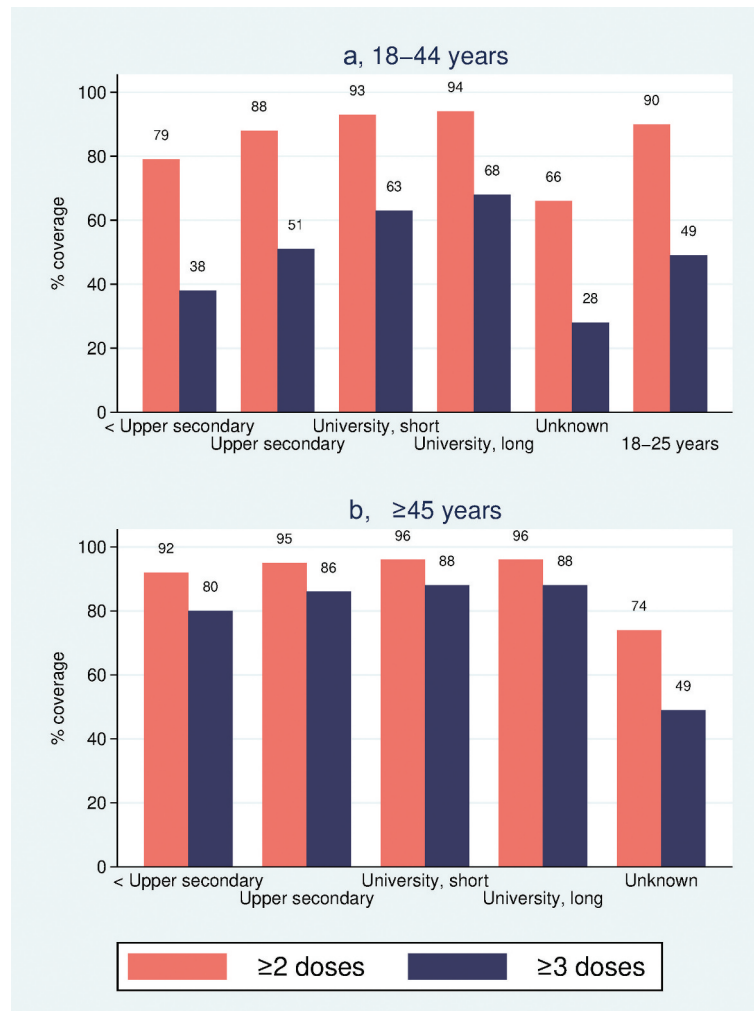 a, 18–44 years
% coverage
100
80
60
40
20
0
79
38
88
51
93
63
94
68
66
28
90
49
< Upper secondary
Upper secondary
University, short
University, long
Unknown
18–25 years
b, ≥45 years
% coverage
100
80
60
40
20
0
92
80
95
86
96
88
96
88
74
49
< Upper secondary
Upper secondary
University, short
University, long
Unknown
≥2 doses
≥3 doses